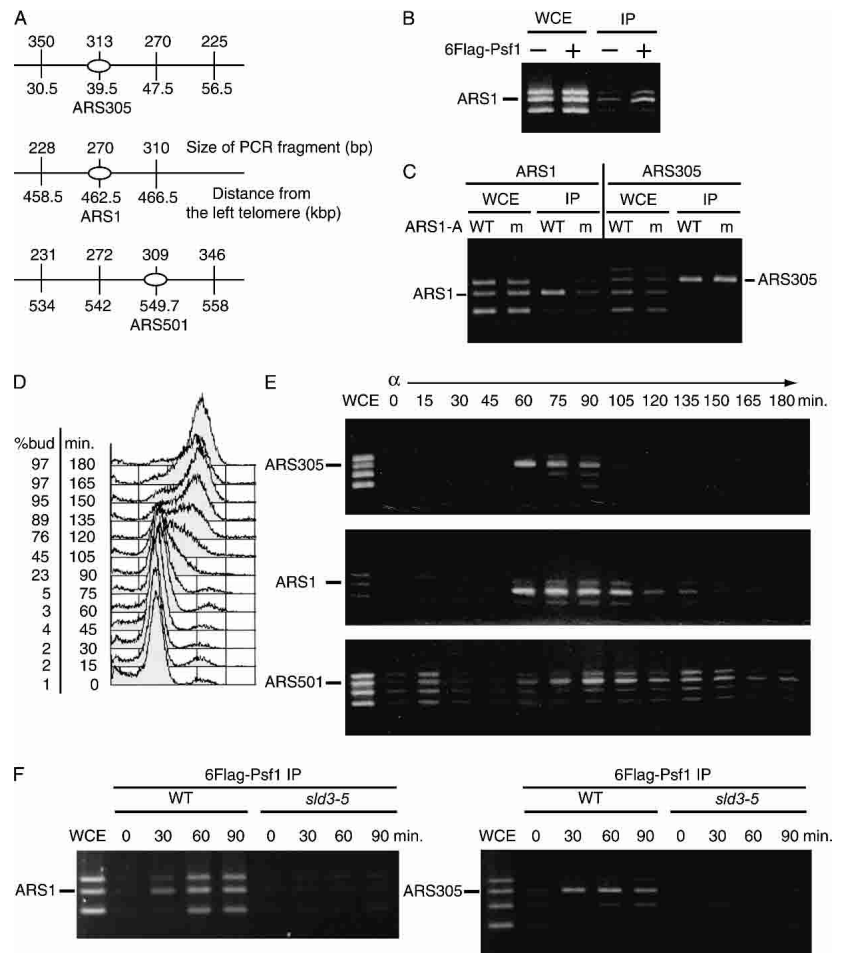 A
350 313 270 225
30.5 39.5 47.5 56.5
ARS305
228 270 310 Size of PCR fragment (bp)
458.5 462.5 466.5 Distance from
ARS1 the left telomere (kbp)
231 272 309 346
534 542 549.7 558
ARS501
B
WCE IP
6Flag-Psf1 − + − +
ARS1
C
ARS1 ARS305
WCE IP WCE IP
ARS1-A WT m WT m WT m WT m
ARS1
ARS305
D
%bud min.
97 180
97 165
95 150
89 135
76 120
45 105
23 90
5 75
3 60
4 45
2 30
2 15
1 0
E
α
WCE 0 15 30 45 60 75 90 105 120 135 150 165 180 min.
ARS305
ARS1
ARS501
F
6Flag-Psf1 IP
WT sld3-5
WCE 0 30 60 90 0 30 60 90 min.
ARS1
6Flag-Psf1 IP
WT sld3-5
WCE 0 30 60 90 0 30 60 90 min.
ARS305